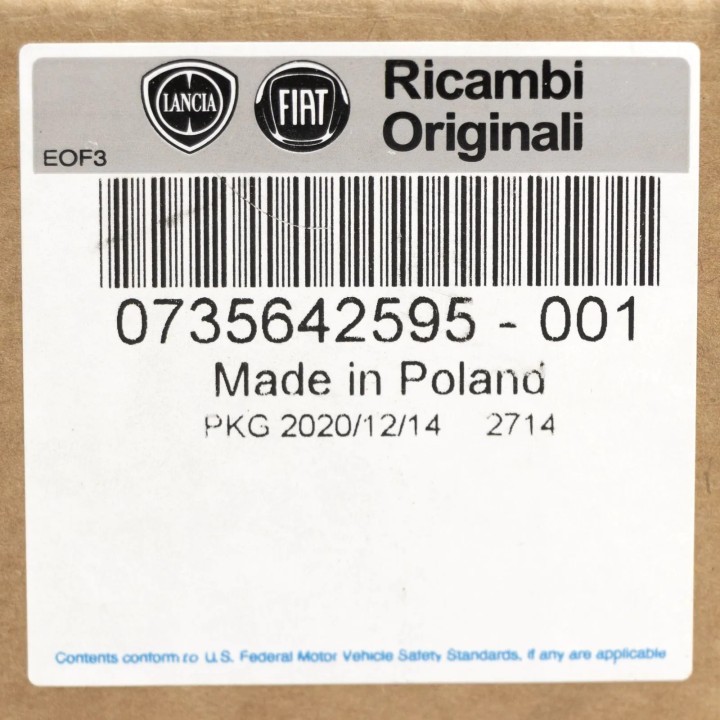 LANCIA FIAT Ricambi
Originali
EOF3
0735642595 - 001
Made in Poland
PKG 2020/12/14 2714
Contents conform to U.S. Federal Motor Vehicle Safety Standards, if any are applicable